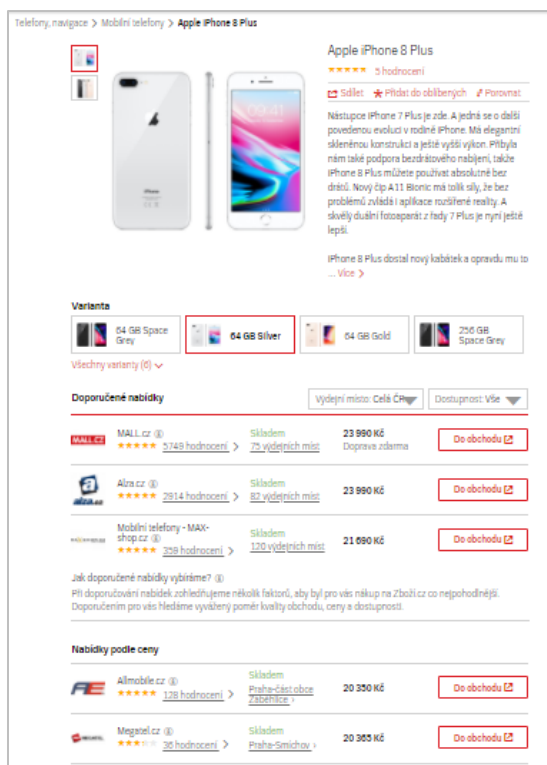 Telefony, navigace > Mobilní telefony > Apple iPhone 8 Plus
Apple iPhone 8 Plus
5 hodnocení
Sdílet Přidat do oblíbených Porovnat
Nástupce iPhone 7 Plus je zde. A jedná se o další
povedenou evoluci v rodině iPhone. Má elegantní
skleněnou konstrukci a ještě vyšší výkon. Přibyla
nám také podpora bezdrátového nabíjení, takže
iPhone 8 Plus můžete používat absolutně bez
drátů. Nový čip A11 Bionic má tolik síly, že bez
problémů zvládá i aplikace rozšířené reality. A
skvělý duální fotoaparát z řady 7 Plus je nyní ještě
lepší.
iPhone 8 Plus dostal nový kabátek a opravdu mu to
... Více >
09:41
iPhone
Varianta
64 GB Space
Grey
64 GB Silver
64 GB Gold
256 GB
Space Grey
Všechny varianty (6)
Doporučené nabídky
Výdejní místo: Celá ČR
Dostupnost: Vše
MALL.CZ
MALL.cz
5749 hodnocení >
Skladem
75 výdejních míst
23 990 Kč
Doprava zdarma
Do obchodu
alza.cz
Alza.cz
2914 hodnocení >
Skladem
82 výdejních míst
23 990 Kč
Do obchodu
Mobilní telefony - MAX-
shop.cz
359 hodnocení >
Skladem
120 výdejních míst
21 690 Kč
Do obchodu
Jak doporučené nabídky vybíráme?
Při doporučování nabídek zohledňujeme několik faktorů, aby byl pro vás nákup na Zboží.cz co nejpohodlnější.
Doporučením pro vás hledáme vyvážený poměr kvality obchodu, ceny a dostupnosti.
Nabídky podle ceny
Allmobile.cz
128 hodnocení >
Skladem
Praha-část obce
Záběhlice >
20 350 Kč
Do obchodu
Megatel.cz
36 hodnocení >
Skladem
Praha-Smíchov >
20 365 Kč
Do obchodu